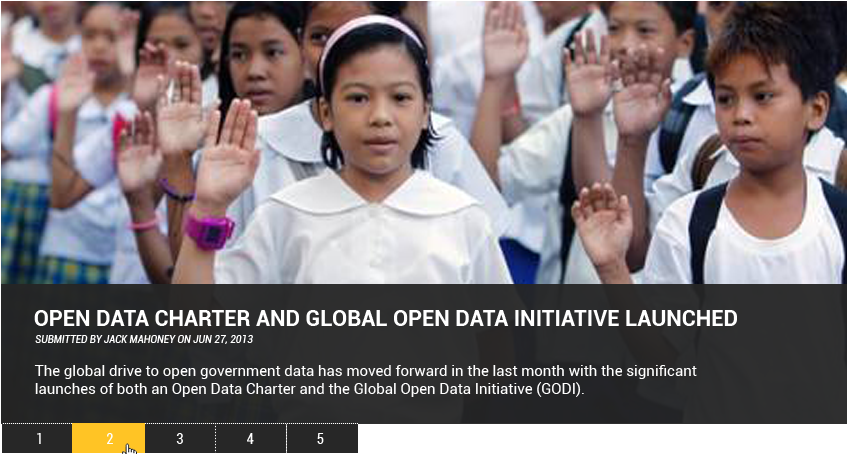 OPEN DATA CHARTER AND GLOBAL OPEN DATA INITIATIVE LAUNCHED
SUBMITTED BY JACK MAHONEY ON JUN 27, 2013
The global drive to open government data has moved forward in the last month with the significant
launches of both an Open Data Charter and the Global Open Data Initiative (GODI).
1 2 3 4 5